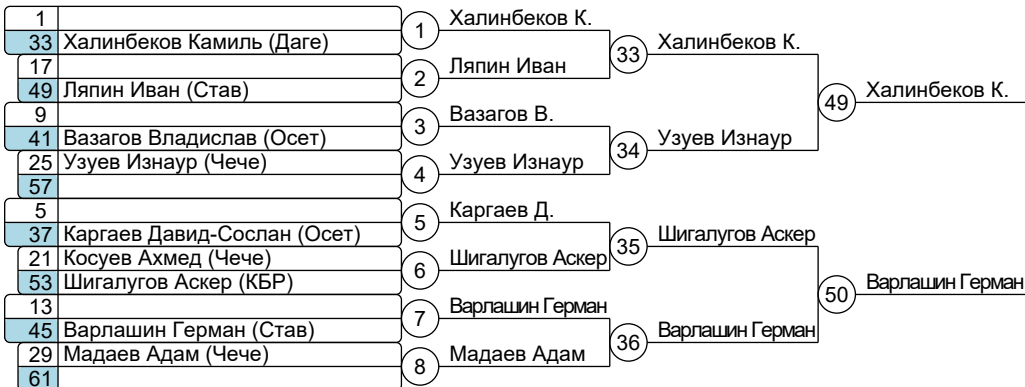 1
33 Халинбеков Камиль (Даге)
17
49 Ляпин Иван (Став)
9
41 Вазагов Владислав (Осет)
25 Узуев Изнаур (Чече)
57
5
37 Каргаев Давид-Сослан (Осет)
21 Косуев Ахмед (Чече)
53 Шигалугов Аскер (КБР)
13
45 Варлашин Герман (Став)
29 Мадаев Адам (Чече)
61
1 Халинбеков К.
2 Ляпин Иван
3 Вазагов В.
4 Узуев Изнаур
5 Каргаев Д.
6 Шигалугов Аскер
7 Варлашин Герман
8 Мадаев Адам
33 Халинбеков К.
34 Узуев Изнаур
35 Шигалугов Аскер
36 Варлашин Герман
49 Халинбеков К.
50 Варлашин Герман